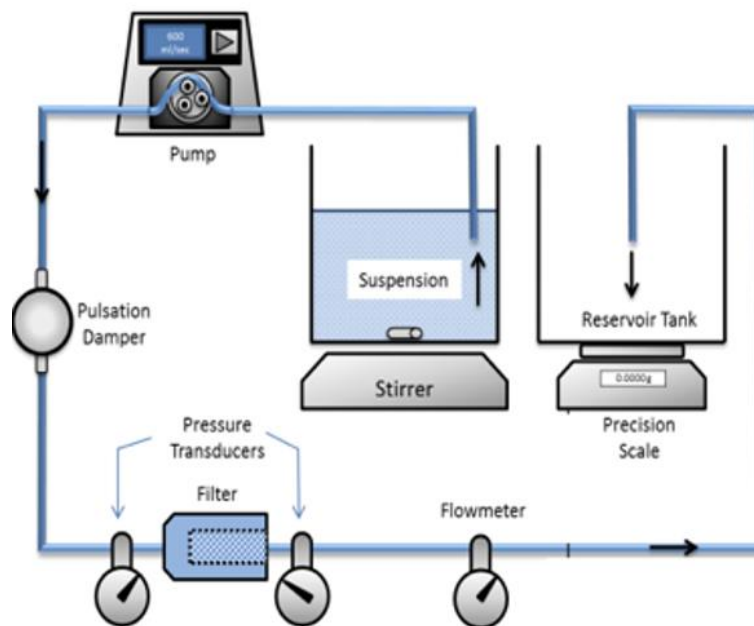 600
ml/sec
Pump
Suspension
Reservoir Tank
Pulsation
Damper
Stirrer
0.0000g
Precision
Scale
Pressure
Transducers
Filter
Flowmeter